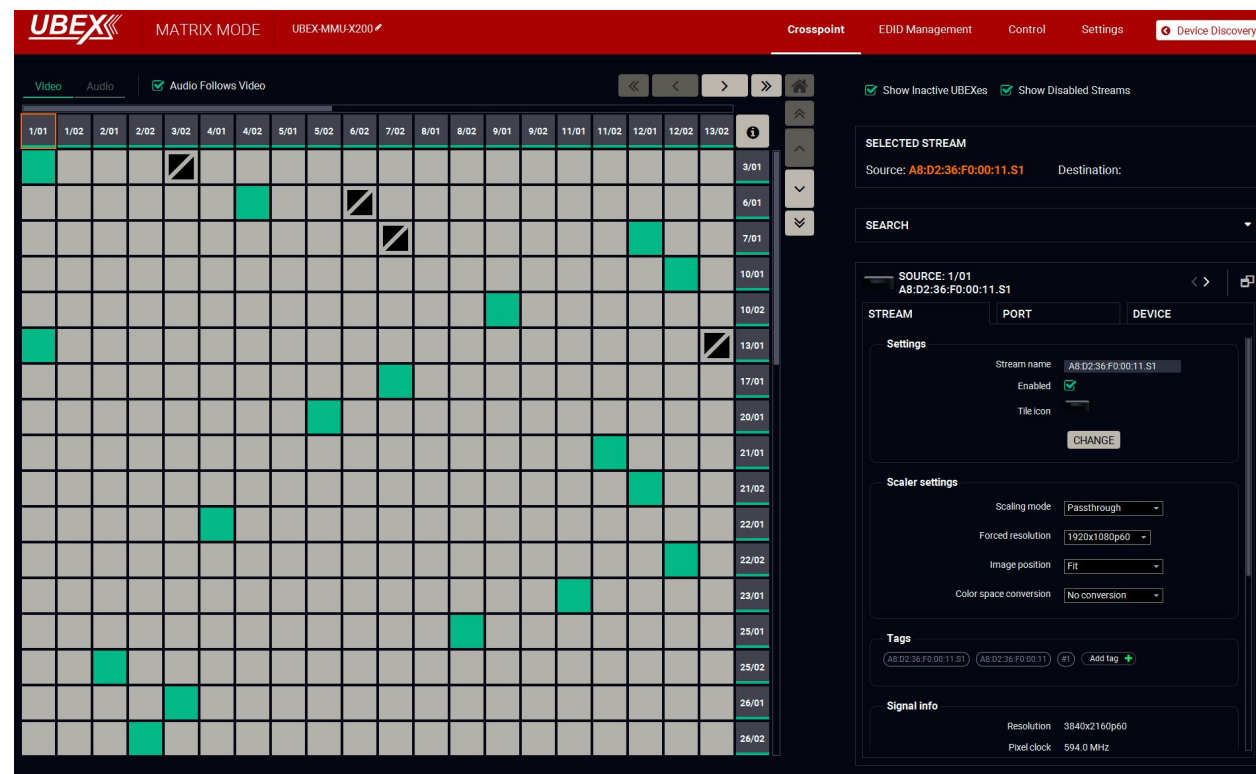 UBEX MATRIX MODE UBEX-MMU-X200 Crosspoint EDID Management Control Settings Device Discovery
Video Audio Audio Follows Video
1/01 1/02 2/01 2/02 3/02 4/01 4/02 5/01 5/02 6/02 7/02 8/01 8/02 9/01 9/02 11/01 11/02 12/01 12/02 13/02
3/01
6/01
7/01
10/01
10/02
13/01
17/01
20/01
21/01
21/02
22/01
22/02
23/01
25/01
25/02
26/01
26/02
Show Inactive UBEXes Show Disabled Streams
SELECTED STREAM
Source: A8:D2:36:F0:00:11.S1 Destination:
SEARCH
SOURCE: 1/01
A8:D2:36:F0:00:11.S1
STREAM PORT DEVICE
Settings
Stream name A8:D2:36:F0:00:11.S1
Enabled
Tile icon
CHANGE
Scaler settings
Scaling mode Passthrough
Forced resolution 1920x1080p60
Image position Fit
Color space conversion No conversion
Tags
A8:D2:36:F0:00:11.S1 A8:D2:36:F0:00:11 #1 Add tag +
Signal info
Resolution 3840x2160p60
Pixel clock 594.0 MHz